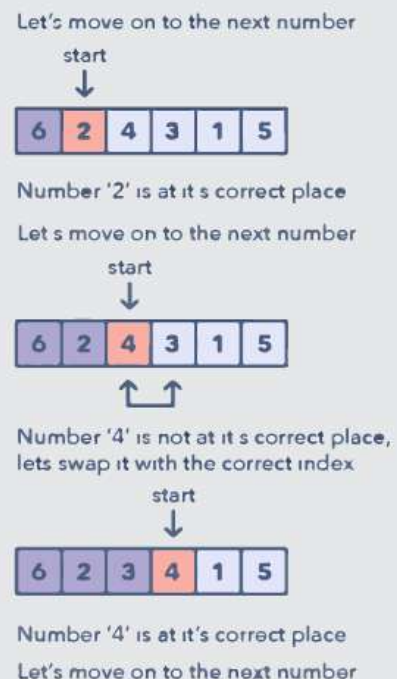 Let's move on to the next number
start
6 2 4 3 1 5
Number '2' is at it s correct place
Let s move on to the next number
start
6 2 4 3 1 5
Number '4' is not at it s correct place,
lets swap it with the correct index
start
6 2 3 4 1 5
Number '4' is at it's correct place
Let's move on to the next number